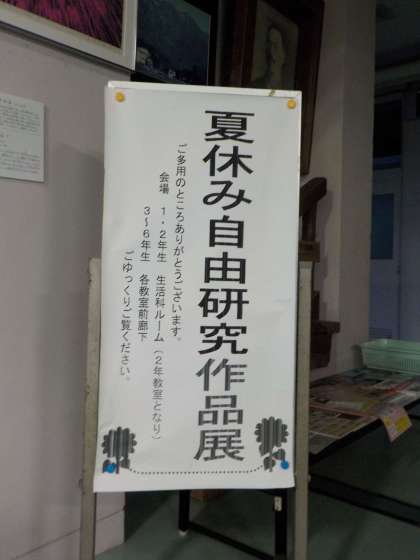 夏休み自由研究作品展
ご多用のところありがとうございます。
会場　1・2年生　生活科ルーム（2年教室となり）
3～6年生　各教室前廊下
ごゆっくりご覧ください。